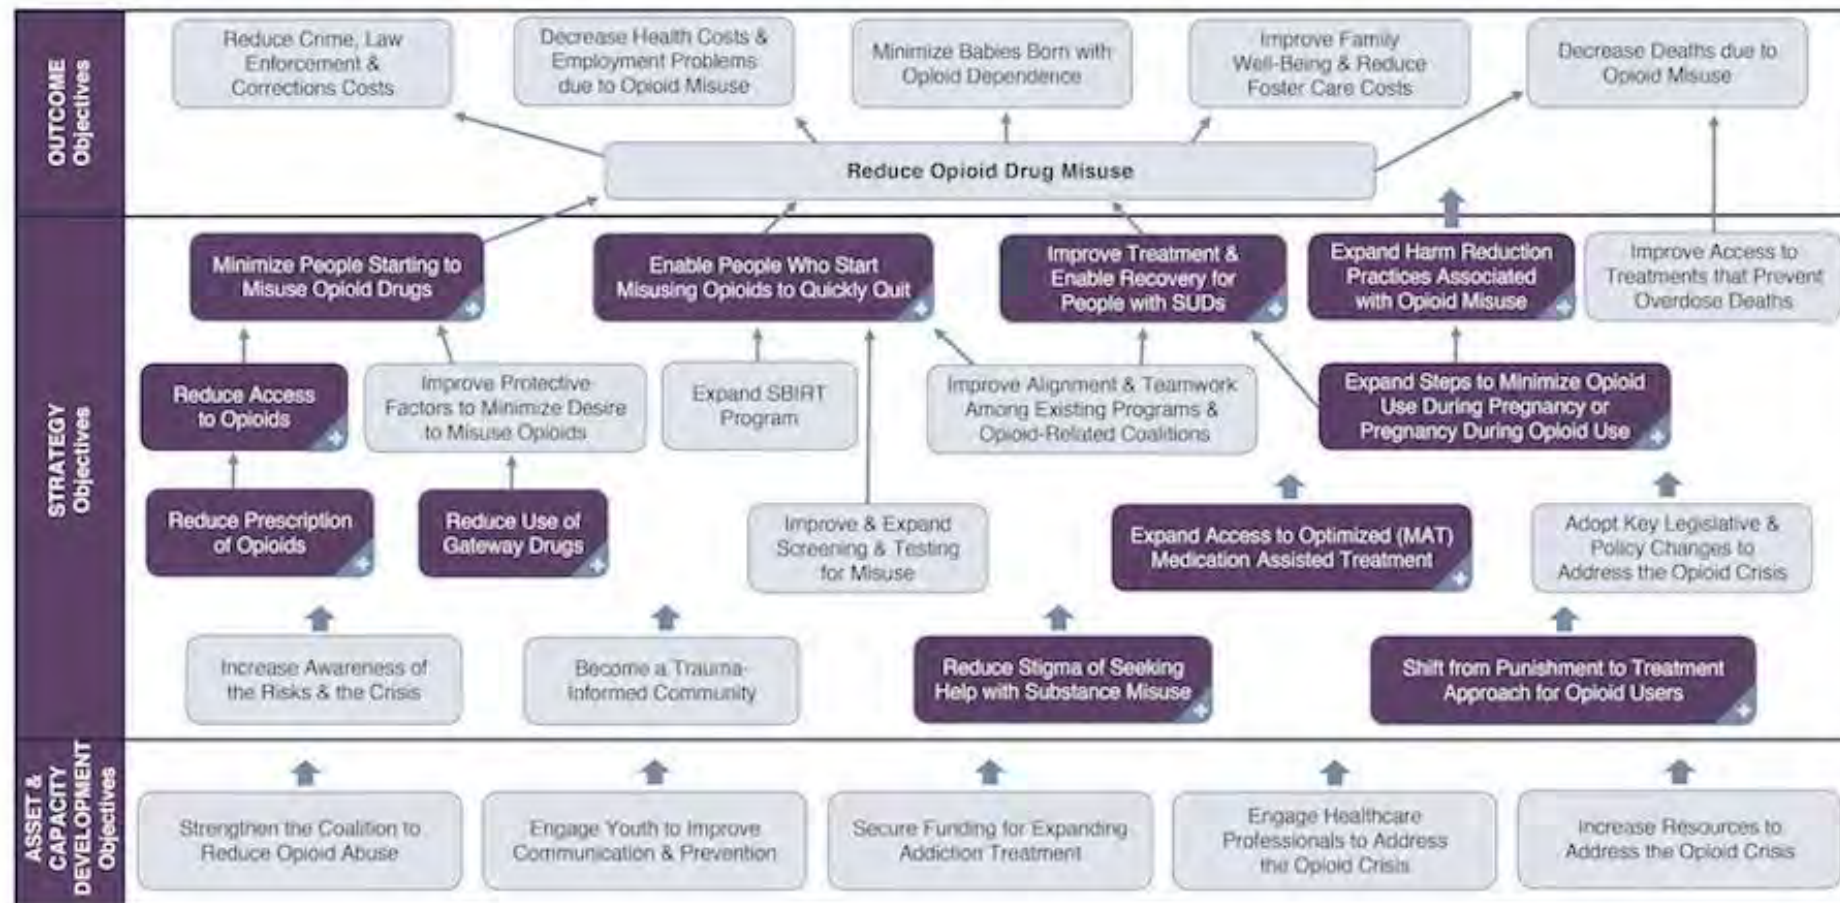 OUTCOME
Objectives
Reduce Crime, Law
Enforcement &
Corrections Costs
Decrease Health Costs &
Employment Problems
due to Opioid Misuse
Minimize Babies Born with
Opioid Dependence
Improve Family
Well-Being & Reduce
Foster Care Costs
Decrease Deaths due to
Opioid Misuse
Reduce Opioid Drug Misuse
STRATEGY
Objectives
Minimize People Starting to
Misuse Opioid Drugs
Enable People Who Start
Misusing Opioids to Quickly Quit
Improve Treatment &
Enable Recovery for
People with SUDs
Expand Harm Reduction
Practices Associated
with Opioid Misuse
Improve Access to
Treatments that Prevent
Overdose Deaths
Reduce Access
to Opioids
Improve Protective
Factors to Minimize Desire
to Misuse Opioids
Expand SBIRT
Program
Improve Alignment & Teamwork
Among Existing Programs &
Opioid-Related Coalitions
Expand Steps to Minimize Opioid
Use During Pregnancy or
Pregnancy During Opioid Use
Reduce Prescription
of Opioids
Reduce Use of
Gateway Drugs
Improve & Expand
Screening & Testing
for Misuse
Expand Access to Optimized (MAT)
Medication Assisted Treatment
Adopt Key Legislative &
Policy Changes to
Address the Opioid Crisis
Increase Awareness of
the Risks & the Crisis
Become a Trauma-
Informed Community
Reduce Stigma of Seeking
Help with Substance Misuse
Shift from Punishment to Treatment
Approach for Opioid Users
ASSET &
CAPACITY
DEVELOPMENT
Objectives
Strengthen the Coalition to
Reduce Opioid Abuse
Engage Youth to Improve
Communication & Prevention
Secure Funding for Expanding
Addiction Treatment
Engage Healthcare
Professionals to Address
the Opioid Crisis
Increase Resources to
Address the Opioid Crisis